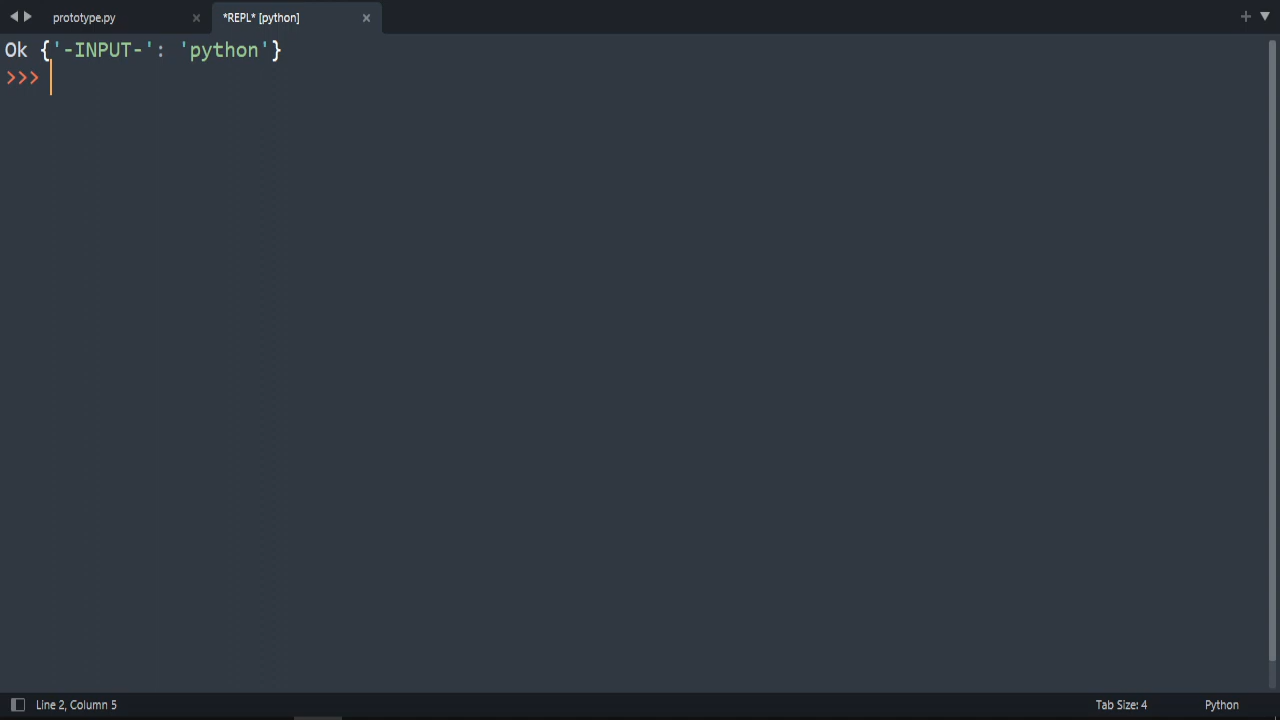 prototype.py × *REPL* [python] × + ▼
Ok {'-INPUT-': 'python'}
>>>
Line 2, Column 5 Tab Size: 4 Python